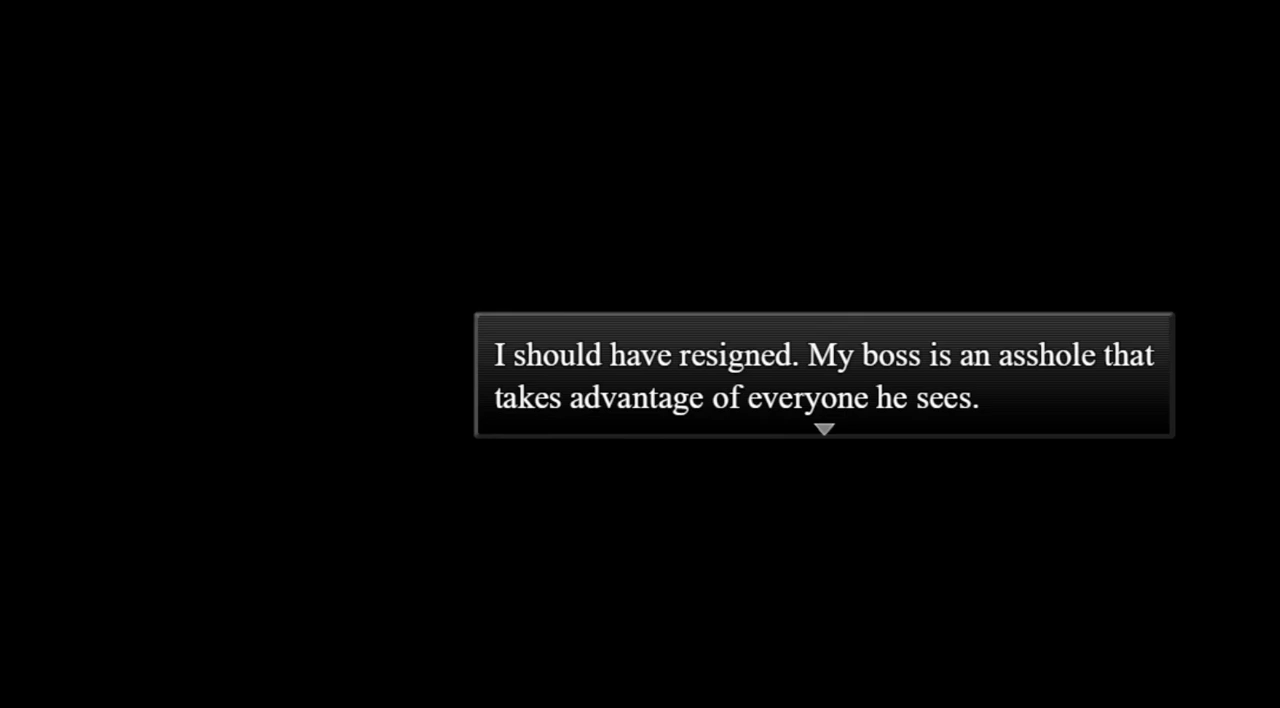 I should have resigned. My boss is an asshole that
takes advantage of everyone he sees.